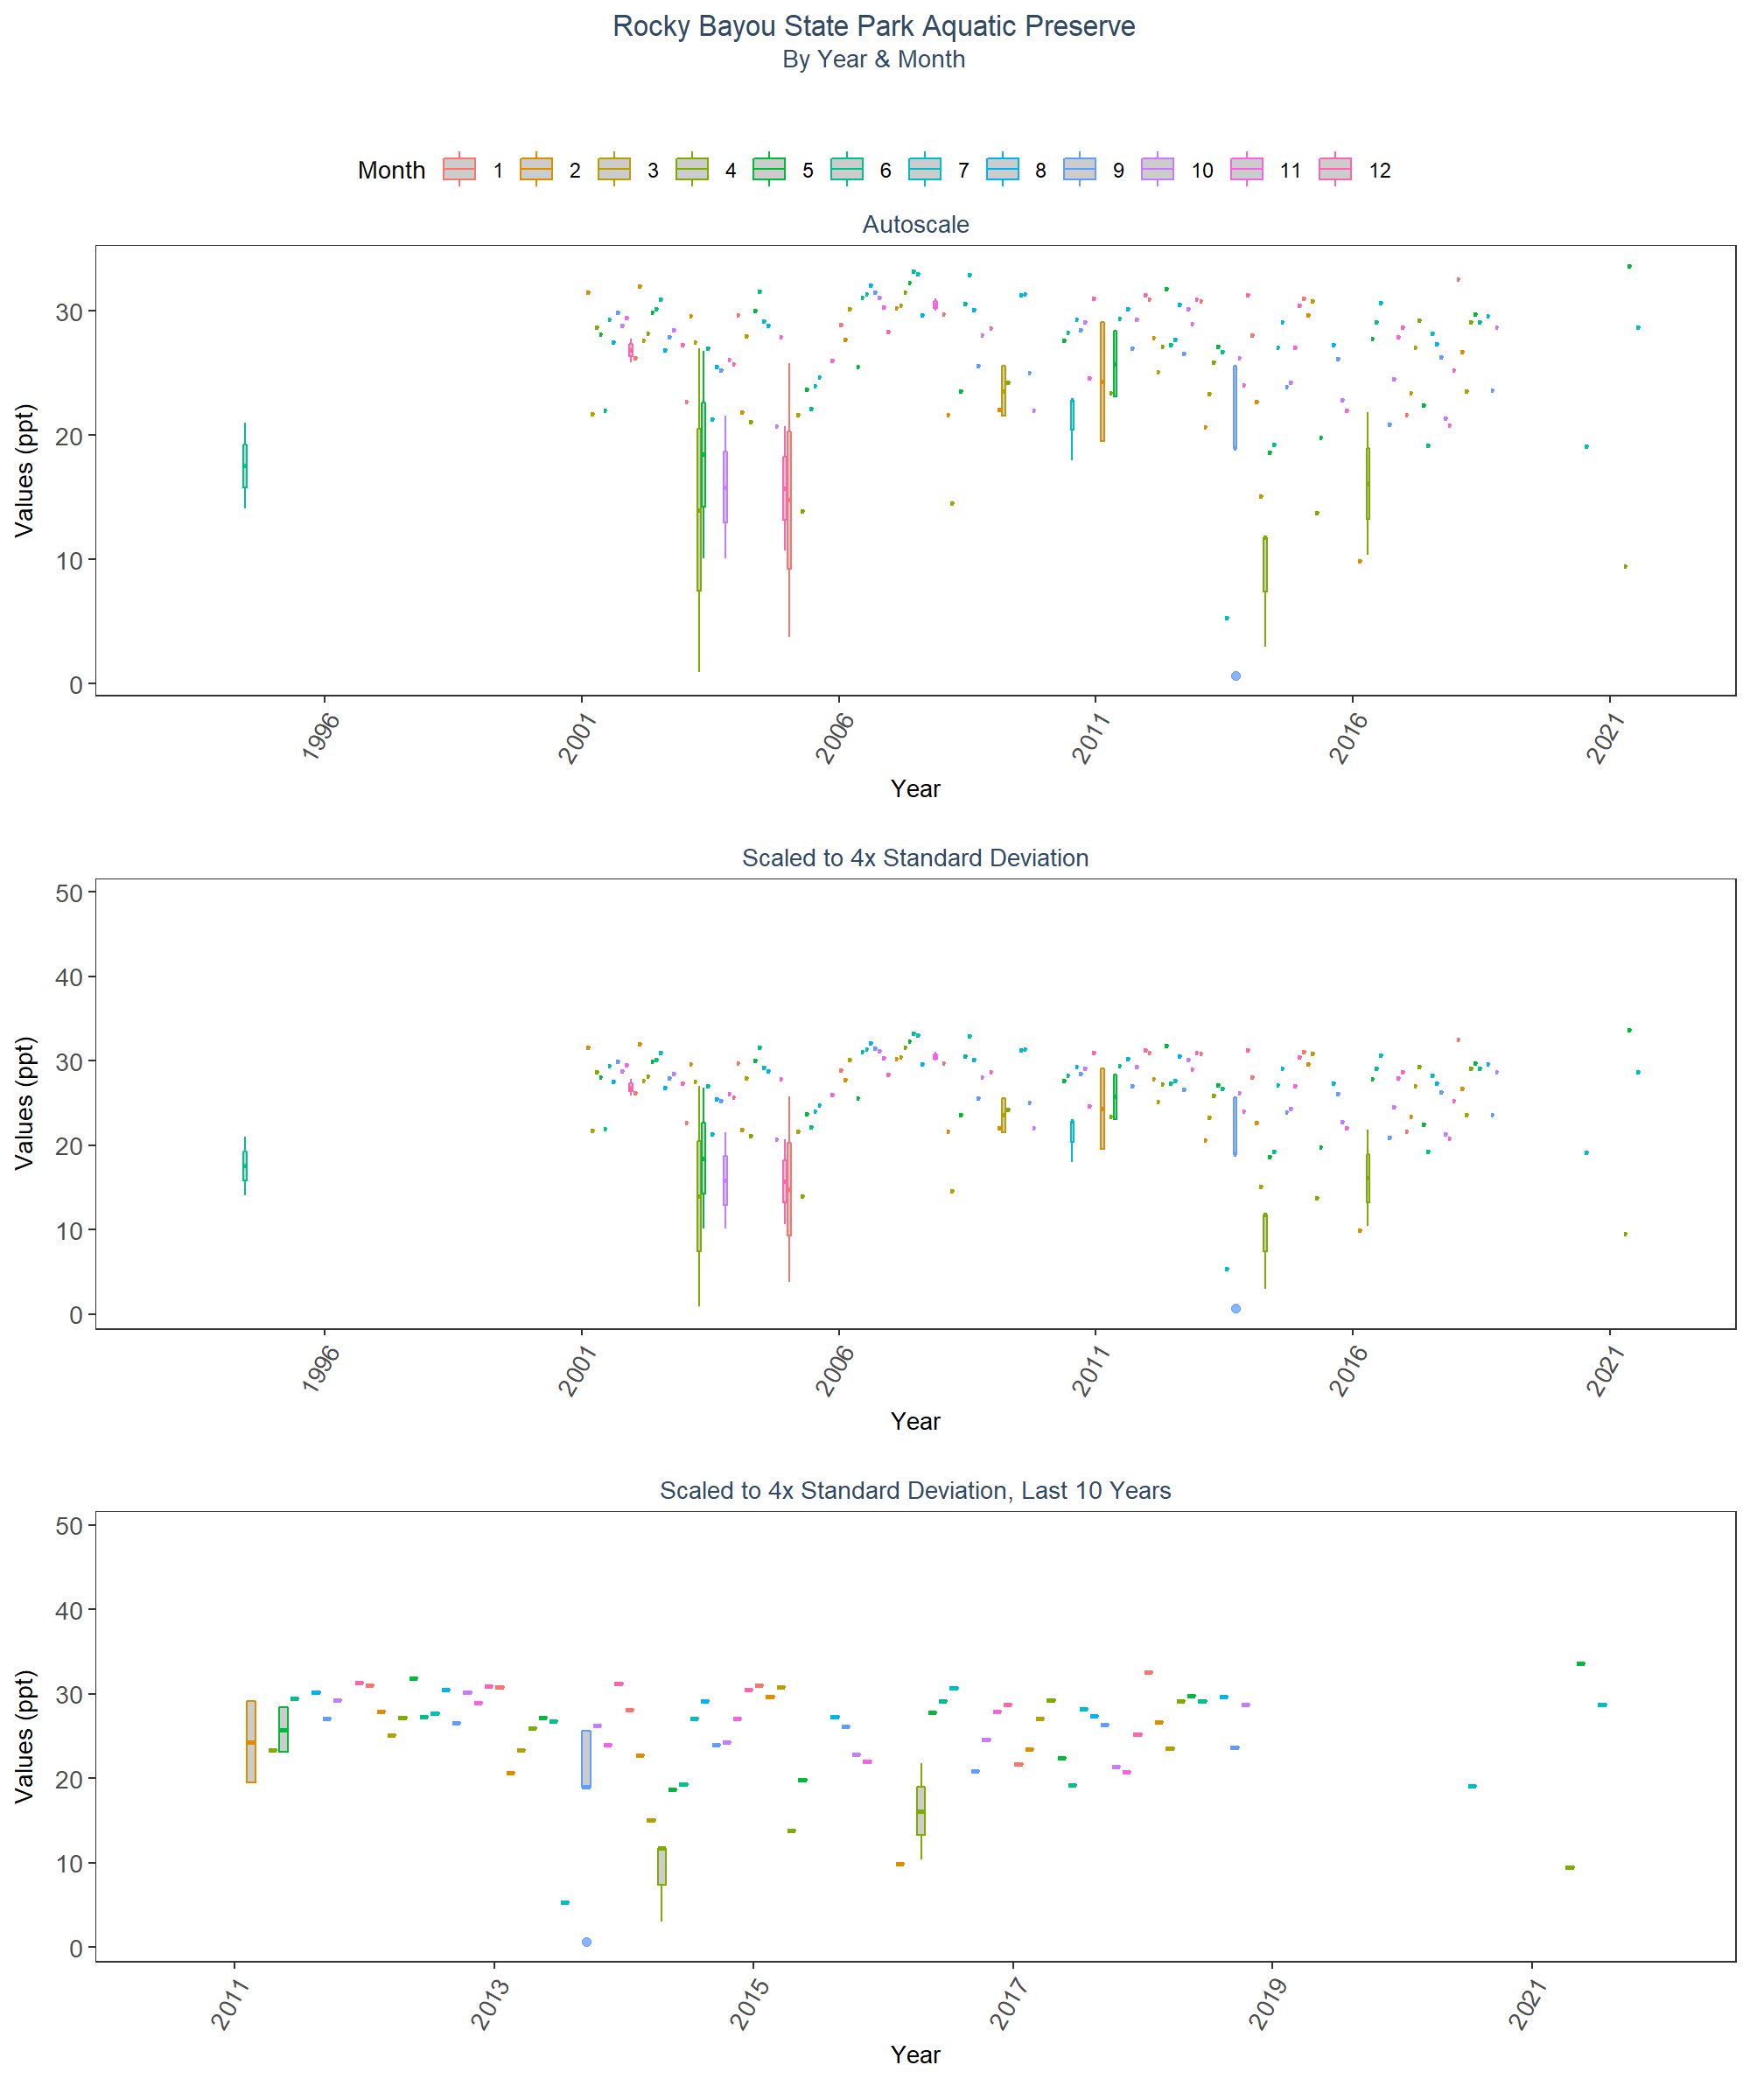 Rocky Bayou State Park Aquatic Preserve
By Year & Month
Month 1 2 3 4 5 6 7 8 9 10 11 12
Autoscale
Values (ppt)
30
20
10
0
1996 2001 2006 2011 2016 2021
Year
Scaled to 4x Standard Deviation
Values (ppt)
50
40
30
20
10
0
1996 2001 2006 2011 2016 2021
Year
Scaled to 4x Standard Deviation, Last 10 Years
Values (ppt)
50
40
30
20
10
0
2011 2013 2015 2017 2019 2021
Year